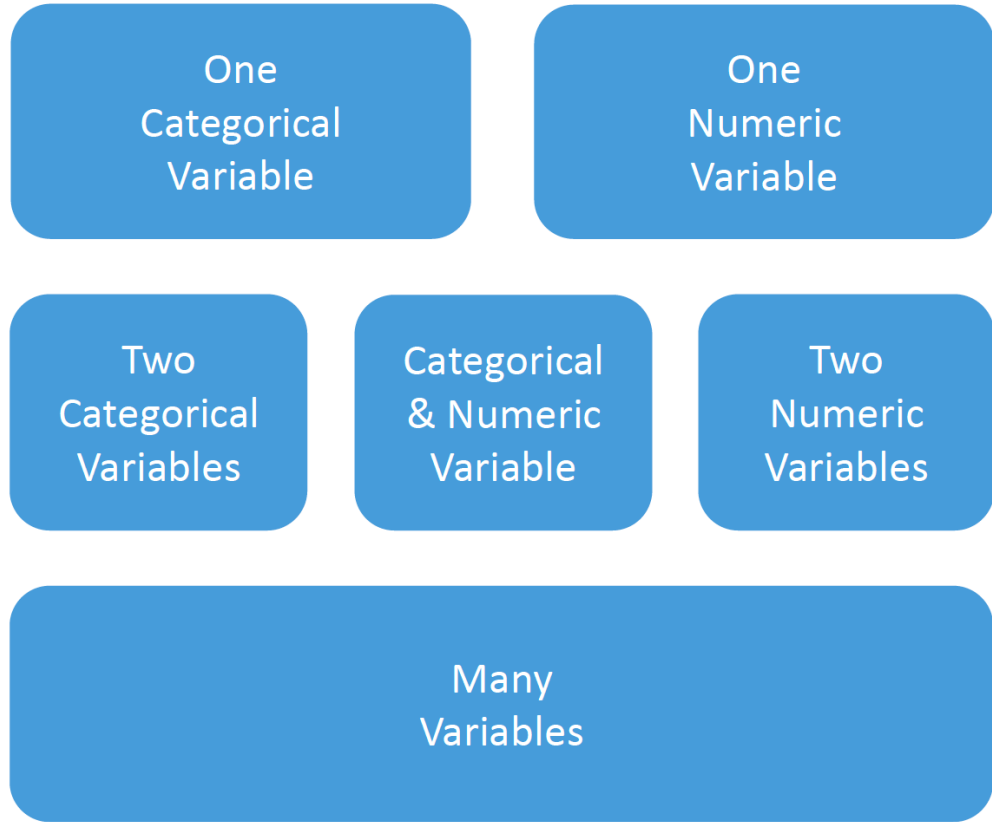 One
Categorical
Variable
One
Numeric
Variable
Two
Categorical
Variables
Categorical
& Numeric
Variable
Two
Numeric
Variables
Many
Variables